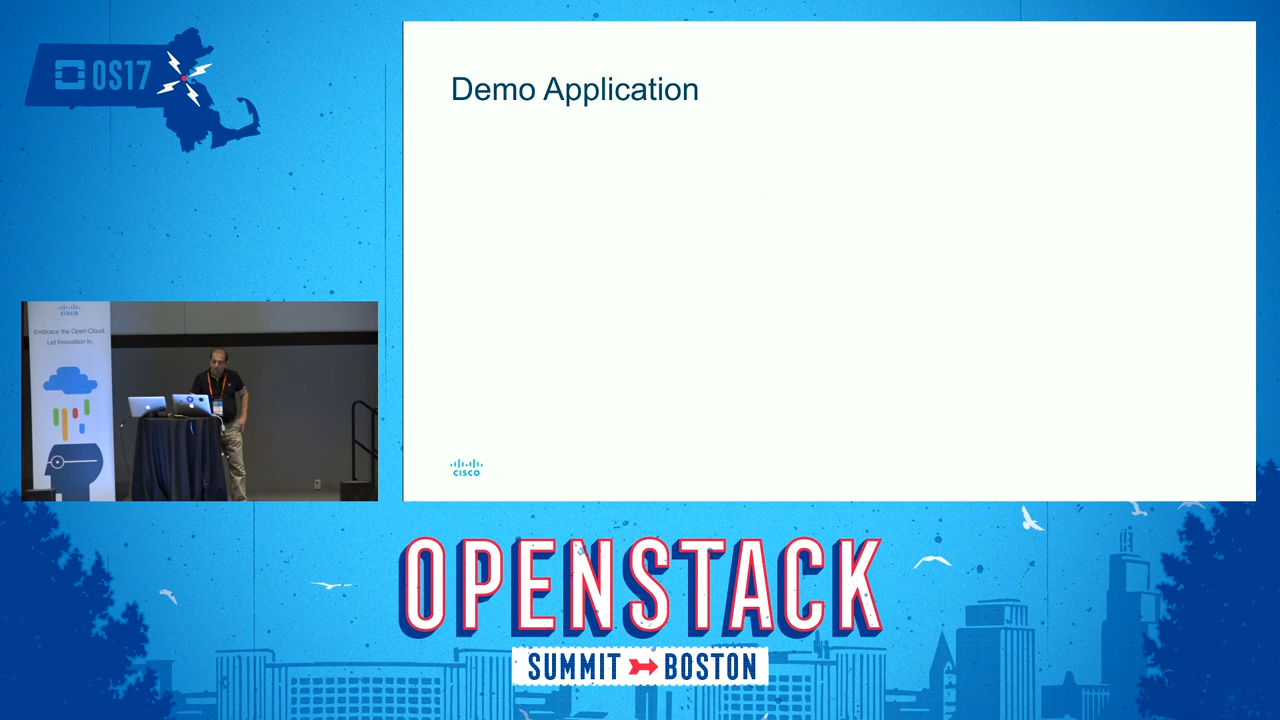 OS17
Demo Application
CISCO
Embrace the Open Cloud.
Let Innovation In.
CISCO
OPENSTACK
SUMMIT BOSTON